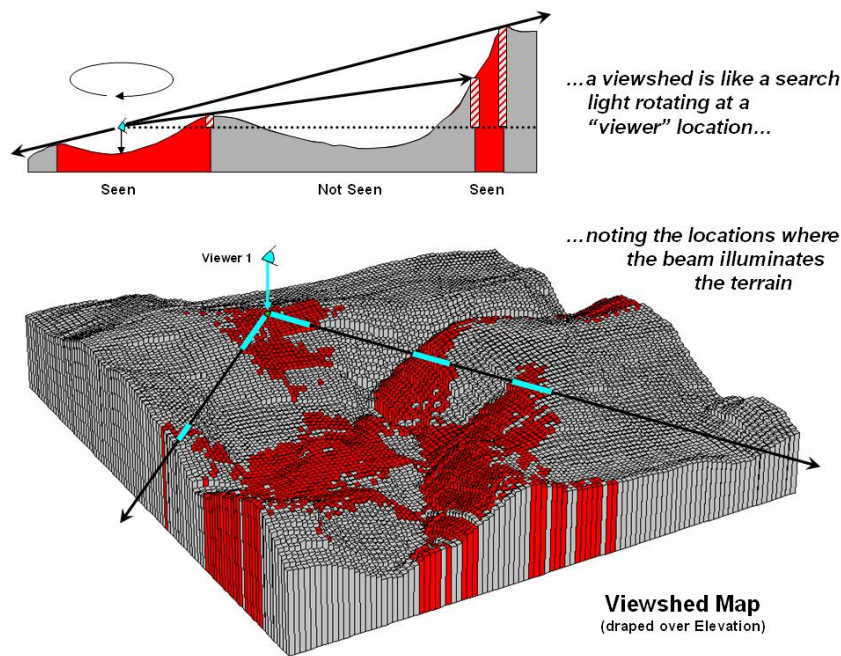 ...a viewshed is like a search
light rotating at a
“viewer” location...
Seen
Not Seen
Seen
...noting the locations where
the beam illuminates
the terrain
Viewer 1
Viewshed Map
(draped over Elevation)